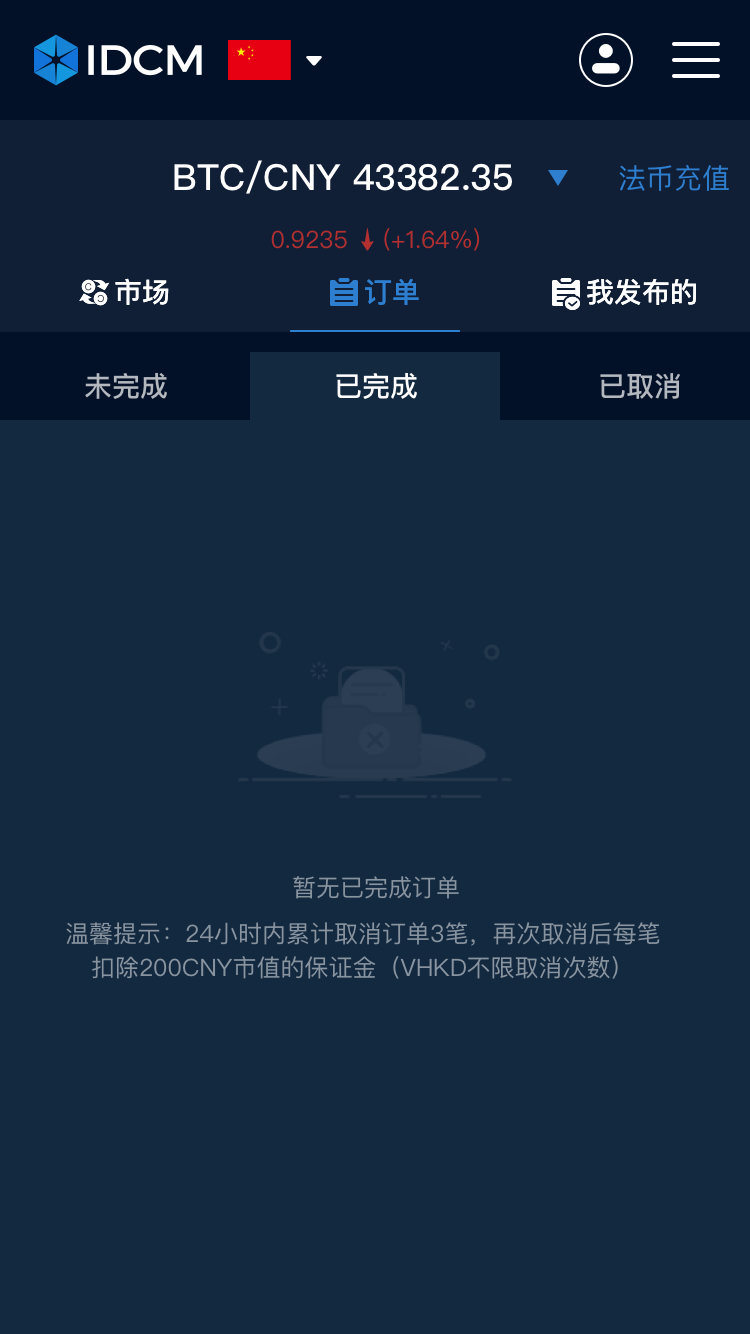 IDCM
BTC/CNY 43382.35
法币充值
0.9235 (+1.64%)
市场
订单
我发布的
未完成
已完成
已取消
暂无已完成订单
温馨提示：24小时内累计取消订单3笔，再次取消后每笔
扣除200CNY市值的保证金（VHKD不限取消次数）